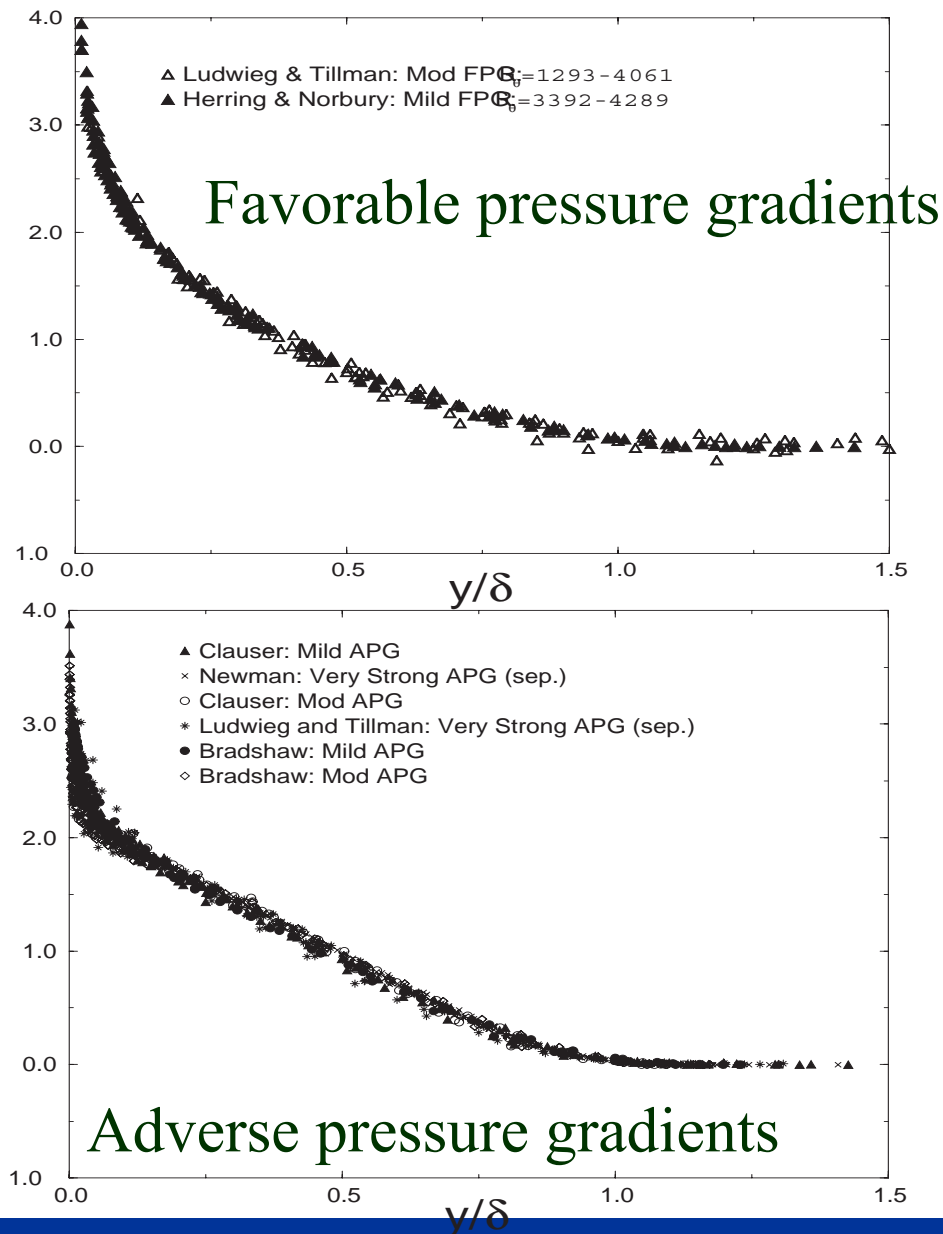 4.0
△ Ludwieg & Tillman: Mod FPG: Rθ=1293-4061
▲ Herring & Norbury: Mild FPG: Rθ=3392-4289
3.0
Favorable pressure gradients
2.0
1.0
0.0
1.0
0.0 0.5 1.0 1.5
y/δ
4.0
▲ Clauser: Mild APG
× Newman: Very Strong APG (sep.)
○ Clauser: Mod APG
3.0
* Ludwieg and Tillman: Very Strong APG (sep.)
● Bradshaw: Mild APG
◇ Bradshaw: Mod APG
2.0
1.0
0.0
Adverse pressure gradients
1.0
0.0 0.5 1.0 1.5
y/δ